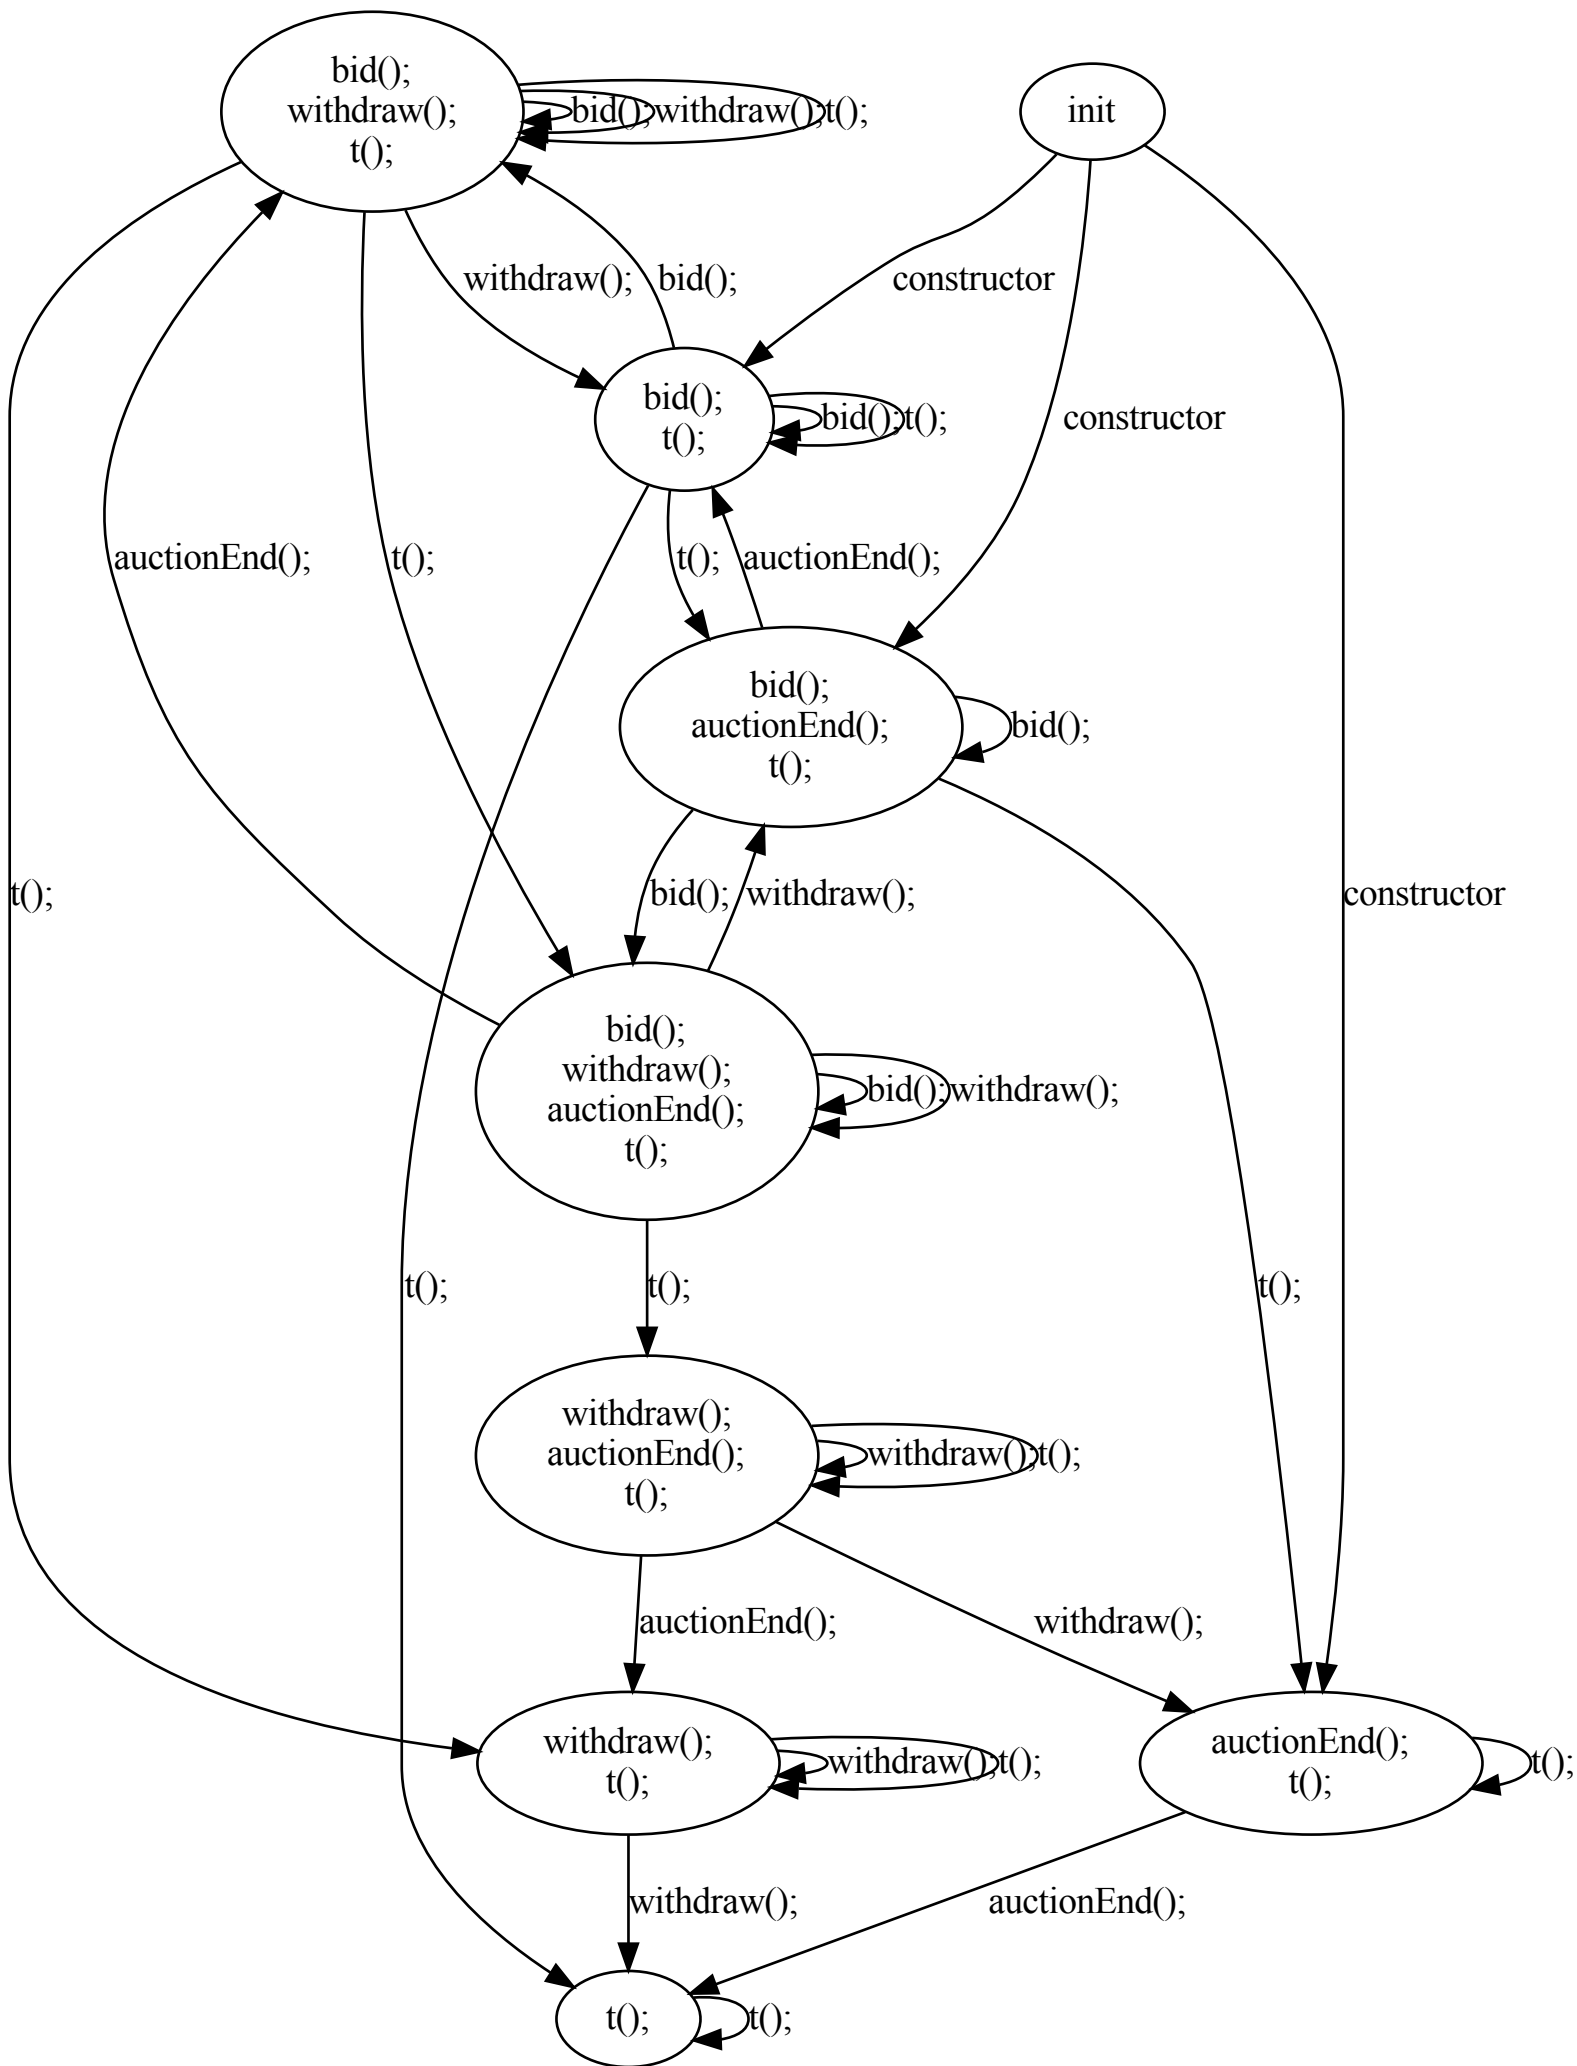 bid();
withdraw();
t();
bid();
withdraw();
t();
init
withdraw();
bid();
constructor
bid();
t();
bid();
t();
constructor
auctionEnd();
t();
t();
auctionEnd();
bid();
auctionEnd();
t();
bid();
t();
bid();
withdraw();
constructor
bid();
withdraw();
auctionEnd();
t();
bid();
withdraw();
t();
t();
t();
withdraw();
auctionEnd();
t();
withdraw();
t();
auctionEnd();
withdraw();
withdraw();
t();
withdraw();
t();
auctionEnd();
t();
t();
withdraw();
auctionEnd();
t();
t();